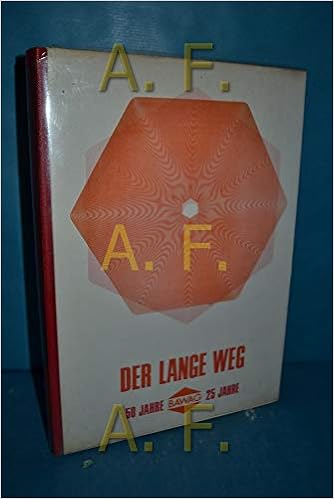 A. F.
A. F.
DER LANGE WEG
50 JAHRE BAWAG 25 JAHRE
A. F.